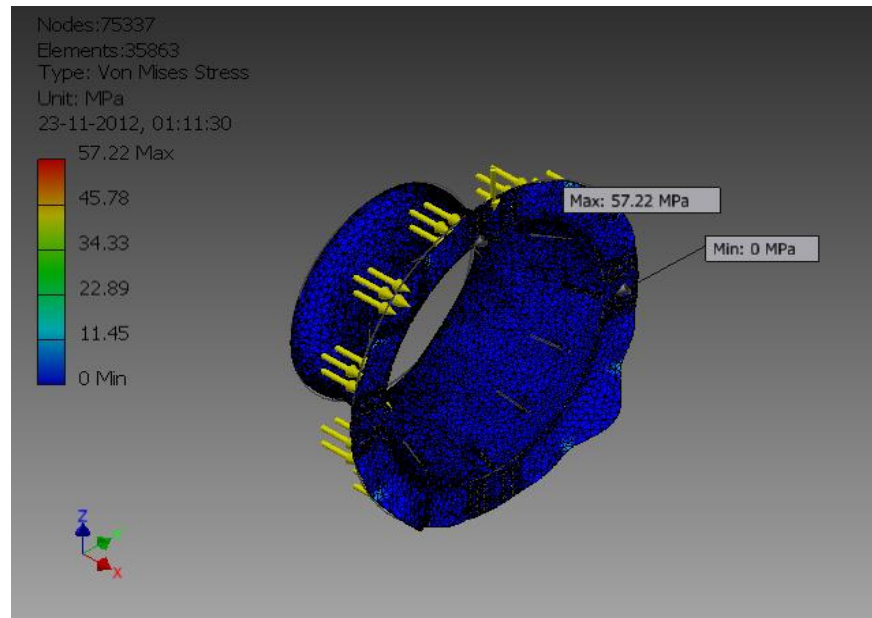 Nodes:75337
Elements:35863
Type: Von Mises Stress
Unit: MPa
23-11-2012, 01:11:30
57.22 Max
45.78
34.33
22.89
11.45
0 Min
Max: 57.22 MPa
Min: 0 MPa
Z
Y
X